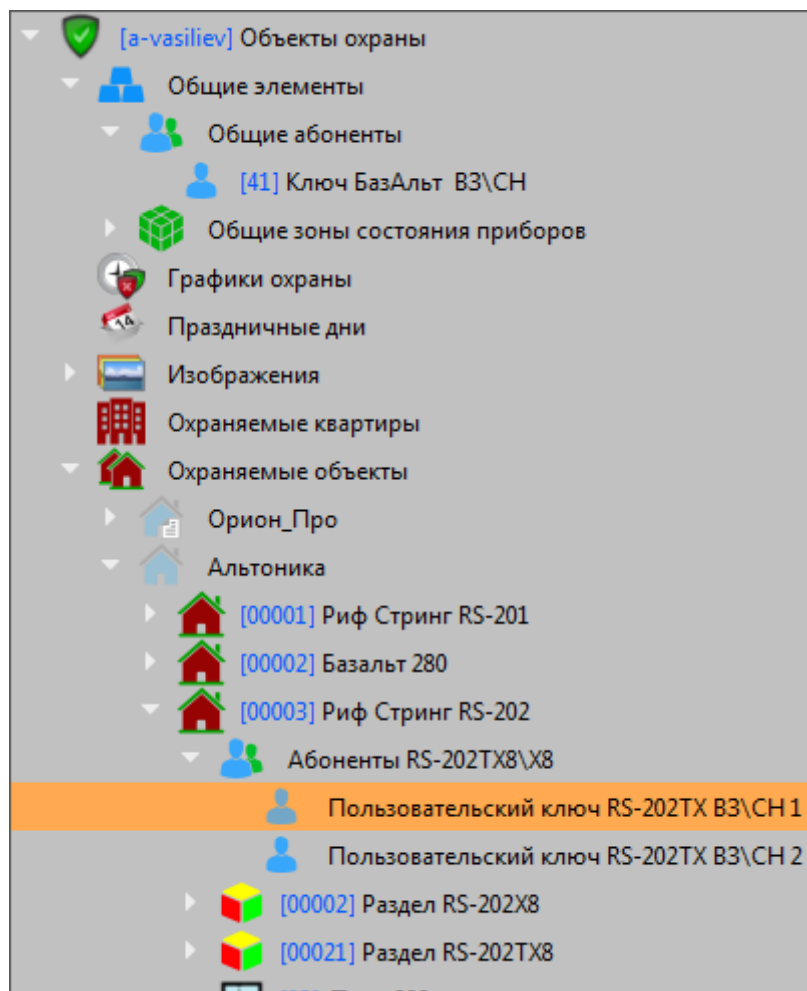 [a-vasiliev] Объекты охраны
Общие элементы
Общие абоненты
[41] Ключ БазАльт ВЗ\СН
Общие зоны состояния приборов
Графики охраны
Праздничные дни
Изображения
Охраняемые квартиры
Охраняемые объекты
Орион_Про
Альтоника
[00001] Риф Стринг RS-201
[00002] Базальт 280
[00003] Риф Стринг RS-202
Абоненты RS-202TX8\X8
Пользовательский ключ RS-202TX ВЗ\СН 1
Пользовательский ключ RS-202TX ВЗ\СН 2
[00002] Раздел RS-202X8
[00021] Раздел RS-202TX8